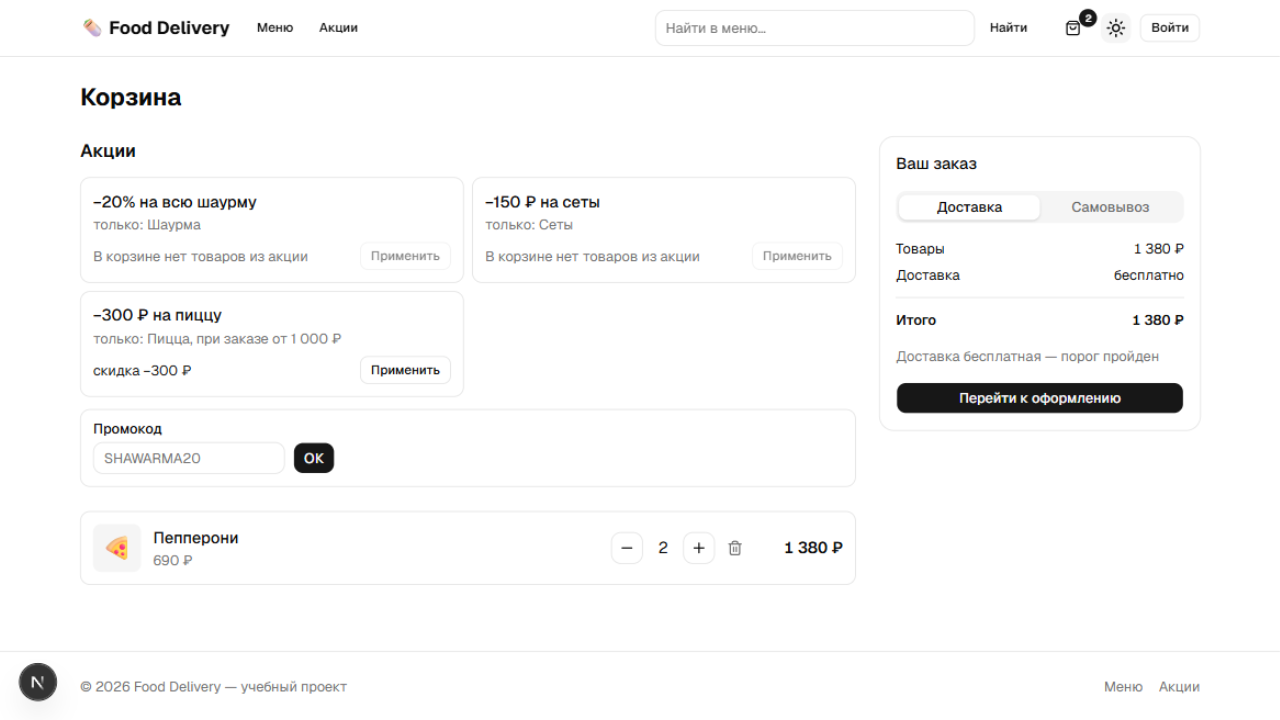 Food Delivery
Меню
Акции
Найти в меню…
Найти
2
Войти
Корзина
Акции
−20% на всю шаурму
только: Шаурма
В корзине нет товаров из акции
Применить
−150 ₽ на сеты
только: Сеты
В корзине нет товаров из акции
Применить
−300 ₽ на пиццу
только: Пицца, при заказе от 1 000 ₽
скидка −300 ₽
Применить
Промокод
SHAWARMA20
ОК
Пепперони
690 ₽
2
1 380 ₽
Ваш заказ
Доставка
Самовывоз
Товары 1 380 ₽
Доставка бесплатно
Итого 1 380 ₽
Доставка бесплатная — порог пройден
Перейти к оформлению
N
© 2026 Food Delivery — учебный проект
Меню
Акции